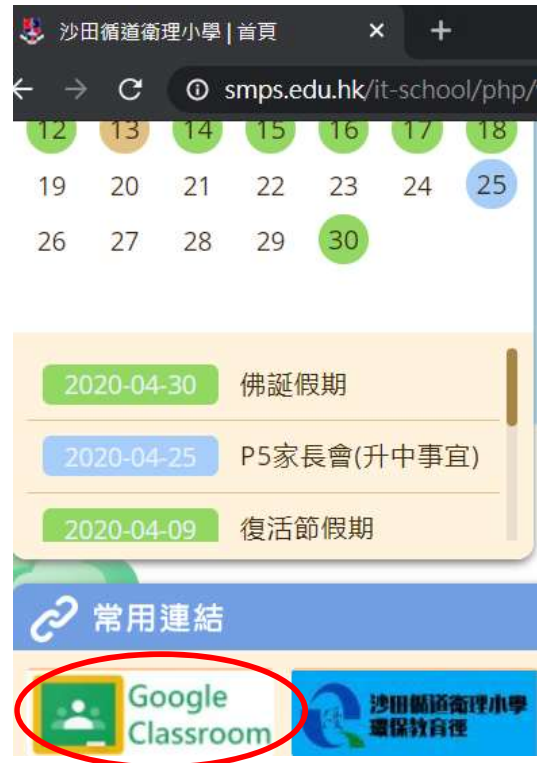 沙田循道衞理小學 | 首頁 × +
← → C smps.edu.hk/it-school/php/
12 13 14 15 16 17 18
19 20 21 22 23 24 25
26 27 28 29 30
2020-04-30 佛誕假期
2020-04-25 P5家長會(升中事宜)
2020-04-09 復活節假期
常用連結
Google
Classroom
沙田循道衞理小學
環保教育徑